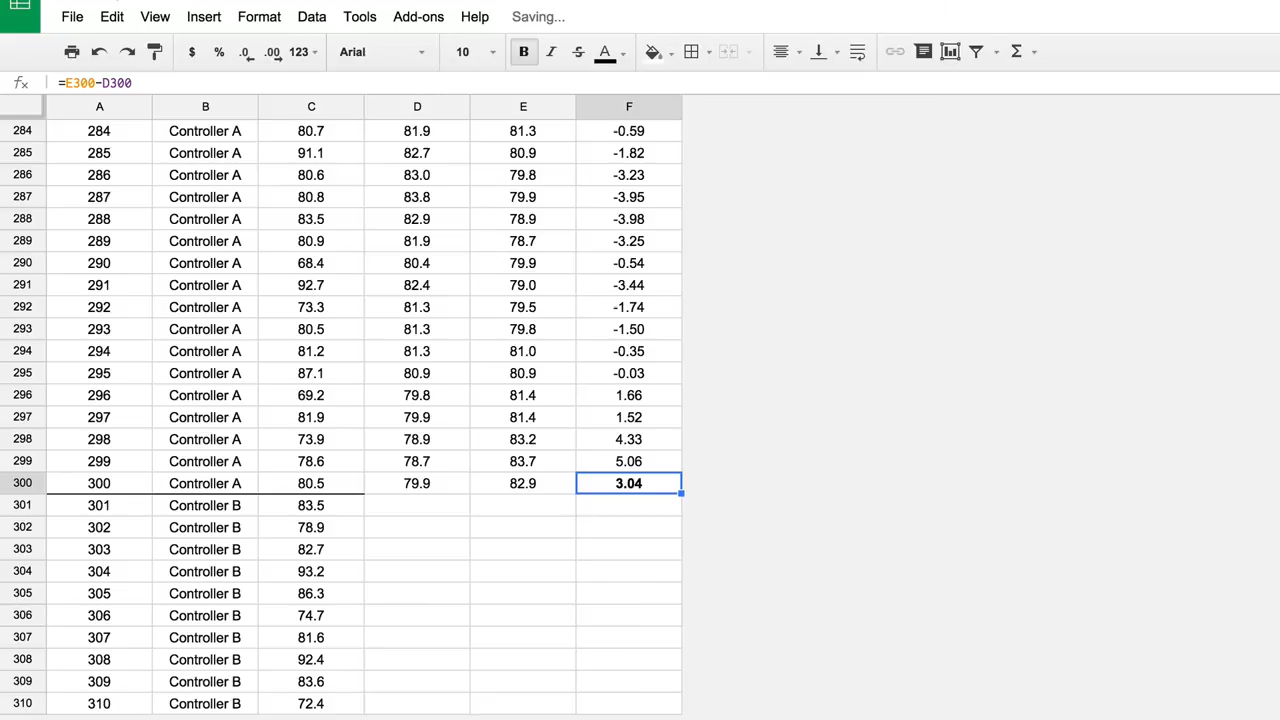 File Edit View Insert Format Data Tools Add-ons Help Saving...
$ % .0 .00 123 Arial 10 B I S A Σ
fx =E300-D300
A B C D E F
284 284 Controller A 80.7 81.9 81.3 -0.59
285 285 Controller A 91.1 82.7 80.9 -1.82
286 286 Controller A 80.6 83.0 79.8 -3.23
287 287 Controller A 80.8 83.8 79.9 -3.95
288 288 Controller A 83.5 82.9 78.9 -3.98
289 289 Controller A 80.9 81.9 78.7 -3.25
290 290 Controller A 68.4 80.4 79.9 -0.54
291 291 Controller A 92.7 82.4 79.0 -3.44
292 292 Controller A 73.3 81.3 79.5 -1.74
293 293 Controller A 80.5 81.3 79.8 -1.50
294 294 Controller A 81.2 81.3 81.0 -0.35
295 295 Controller A 87.1 80.9 80.9 -0.03
296 296 Controller A 69.2 79.8 81.4 1.66
297 297 Controller A 81.9 79.9 81.4 1.52
298 298 Controller A 73.9 78.9 83.2 4.33
299 299 Controller A 78.6 78.7 83.7 5.06
300 300 Controller A 80.5 79.9 82.9 3.04
301 301 Controller B 83.5
302 302 Controller B 78.9
303 303 Controller B 82.7
304 304 Controller B 93.2
305 305 Controller B 86.3
306 306 Controller B 74.7
307 307 Controller B 81.6
308 308 Controller B 92.4
309 309 Controller B 83.6
310 310 Controller B 72.4